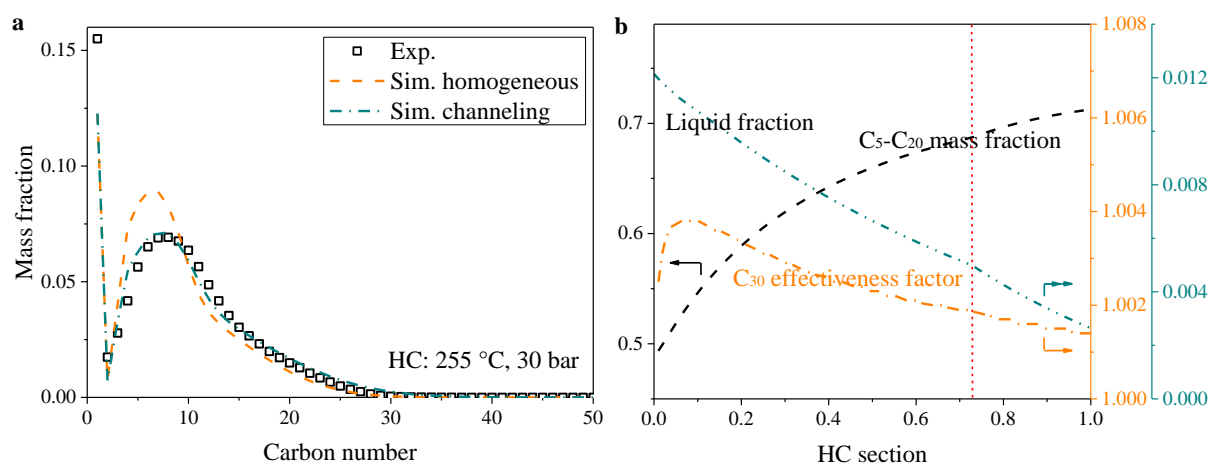 a
0.15
0.10
0.05
0.00
Mass fraction
Exp.
Sim. homogeneous
Sim. channeling
HC: 255 °C, 30 bar
0
10
20
30
40
50
Carbon number
b
0.7
0.6
0.5
Liquid fraction
C₅-C₂₀ mass fraction
C₃₀ effectiveness factor
0.0
0.2
0.4
0.6
0.8
1.0
HC section
1.008
1.006
1.004
1.002
1.000
0.012
0.008
0.004
0.000